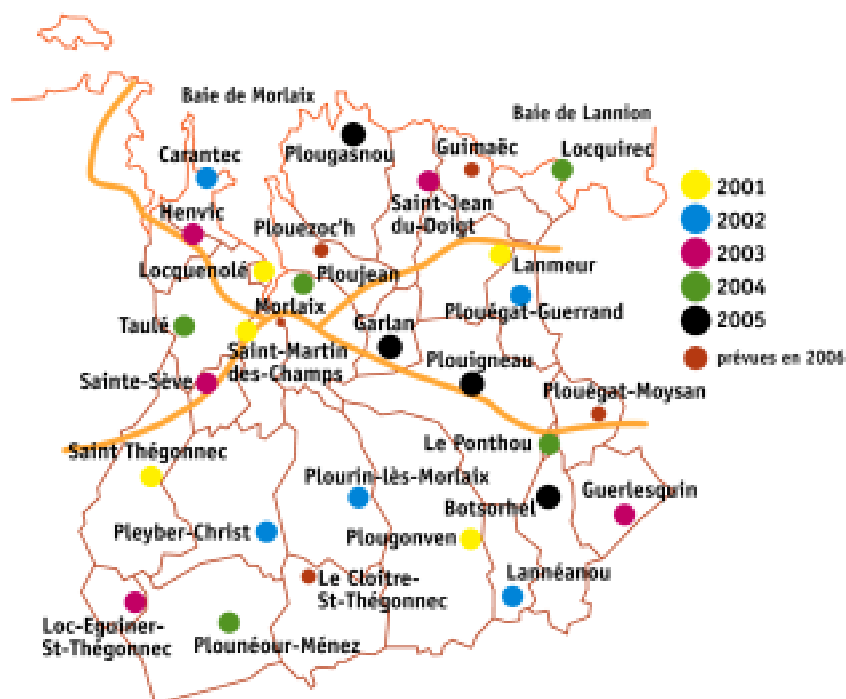 Baie de Morlaix
Baie de Lannion
Carantec
Plougasnou
Guimaëc
Locquirec
Henvic
Saint-Jean
du-Doigt
Plouezoc'h
Locquenolé
Ploujean
Lanmeur
Morlaix
Plouégat-Guerrand
Taulé
Garlan
Saint-Martin
des-Champs
Plouigneau
Sainte-Sève
Plouégat-Moysan
Le Ponthou
Saint Thégonnec
Plourin-lès-Morlaix
Botsorhel
Guerlesquin
Pleyber-Christ
Plougonven
Lannéanou
Le Cloître-
St-Thégonnec
Loc-Eguiner-
St-Thégonnec
Plounéour-Ménez
2001
2002
2003
2004
2005
prévues en 2006